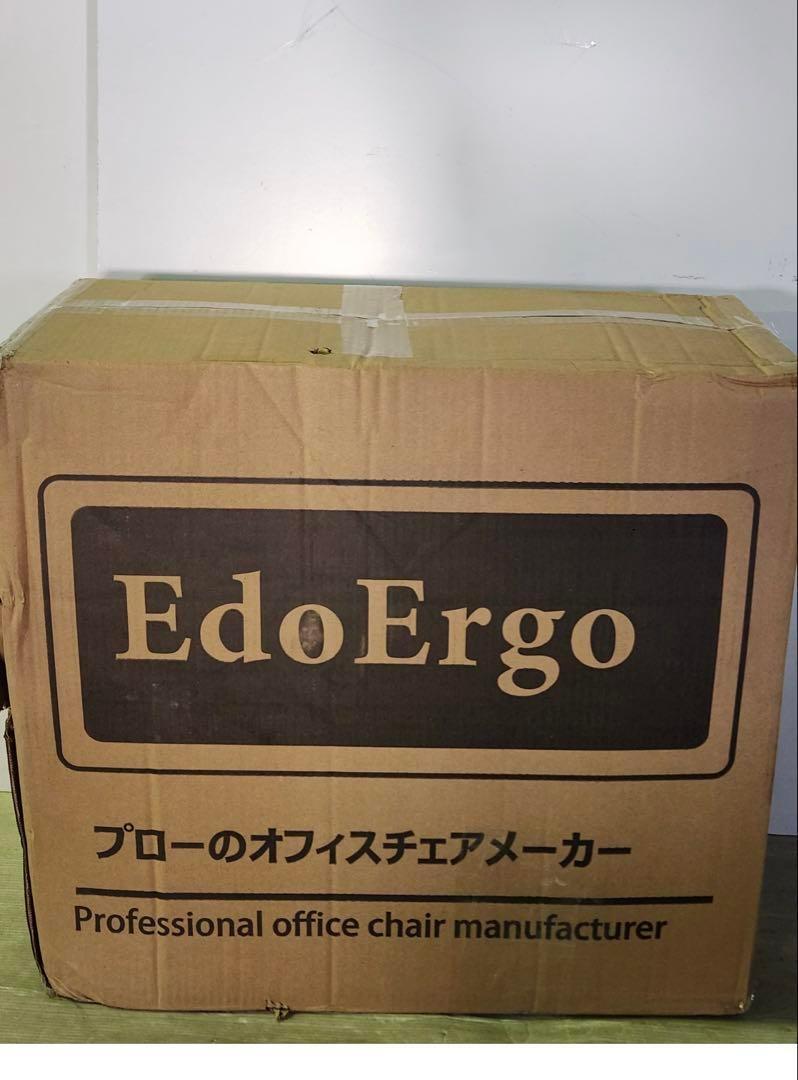 EdoErgo
プローのオフィスチェアメーカー
Professional office chair manufacturer